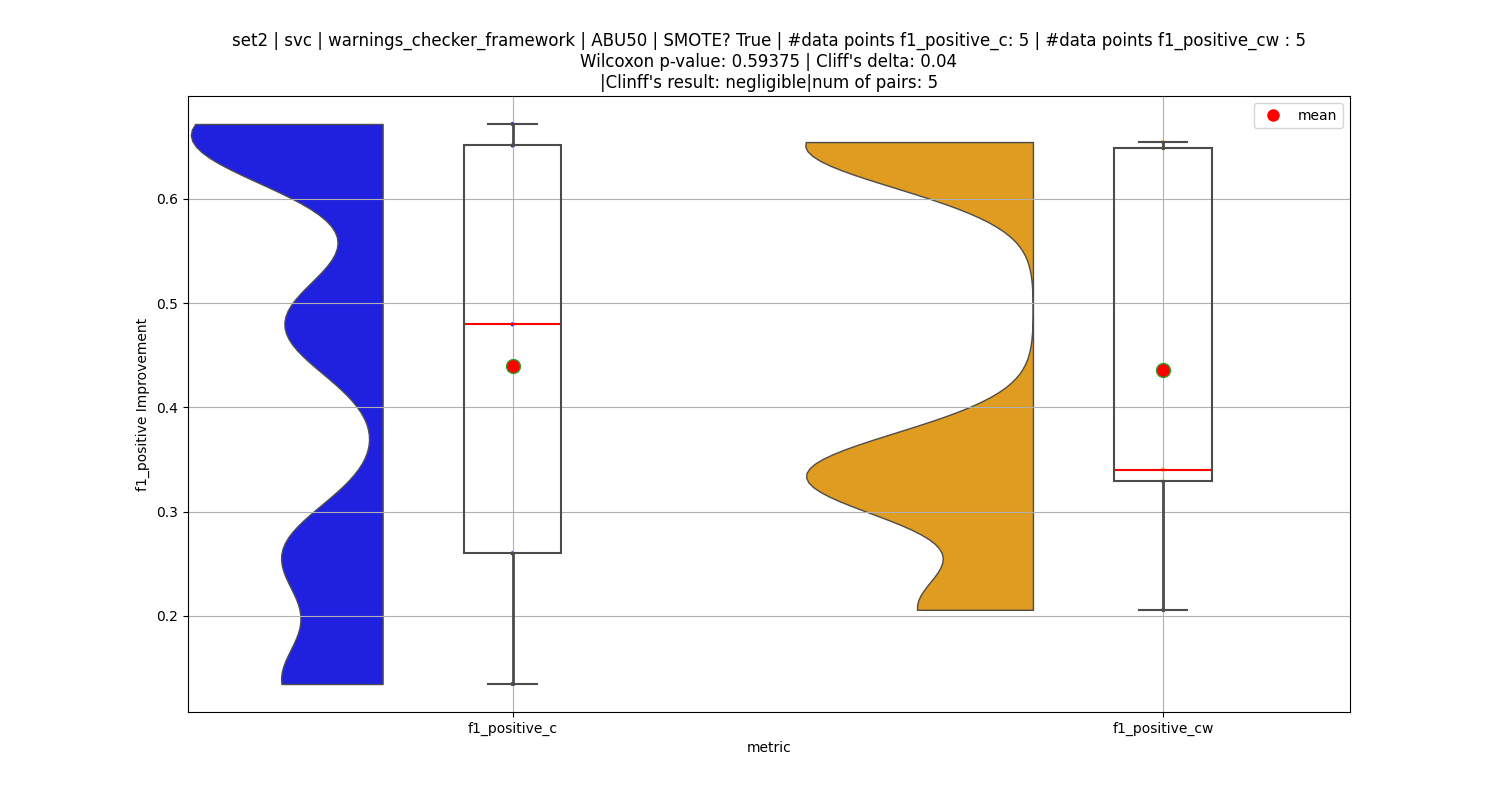 set2 | svc | warnings_checker_framework | ABU50 | SMOTE? True | #data points f1_positive_c: 5 | #data points f1_positive_cw : 5
Wilcoxon p-value: 0.59375 | Cliff's delta: 0.04
|Clinff's result: negligible|num of pairs: 5
mean
0.6
0.5
0.4
0.3
0.2
f1_positive Improvement
f1_positive_c
f1_positive_cw
metric